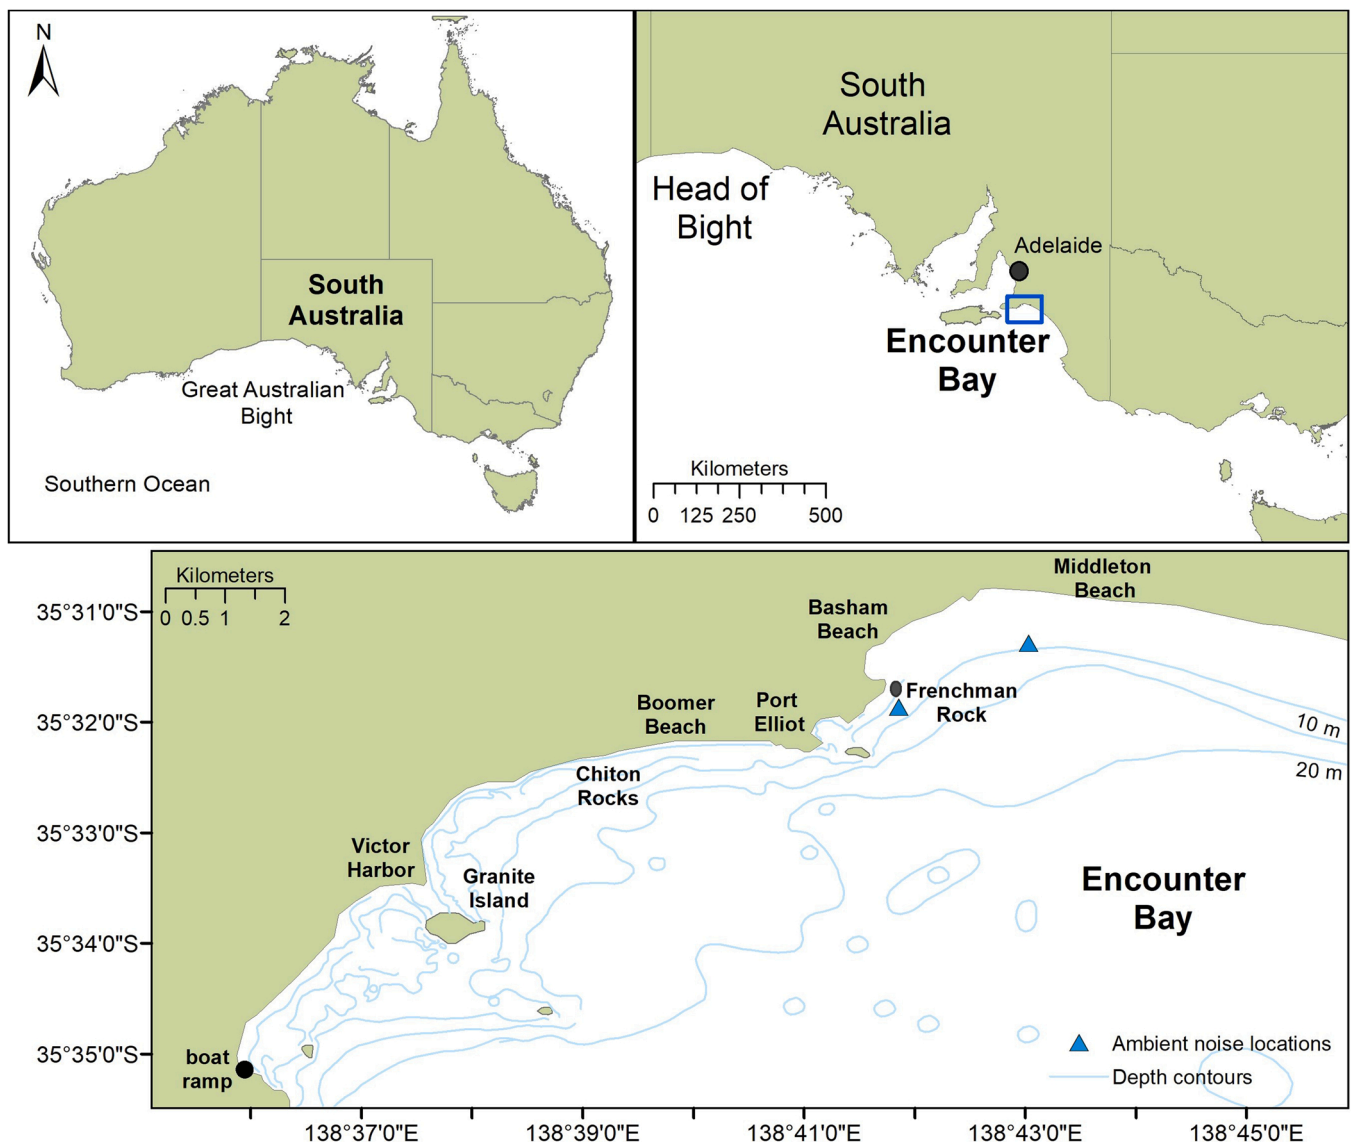 N
South
Australia
Great Australian
Bight
Southern Ocean
South
Australia
Head of
Bight
Adelaide
Encounter
Bay
Kilometers
0 125 250 500
Kilometers
0 0.5 1 2
Middleton
Beach
Basham
Beach
Frenchman
Rock
Boomer
Beach
Port
Elliot
10 m
20 m
Chiton
Rocks
Victor
Harbor
Granite
Island
Encounter
Bay
boat
ramp
Ambient noise locations
Depth contours
35°31'0"S
35°32'0"S
35°33'0"S
35°34'0"S
35°35'0"S
138°37'0"E 138°39'0"E 138°41'0"E 138°43'0"E 138°45'0"E